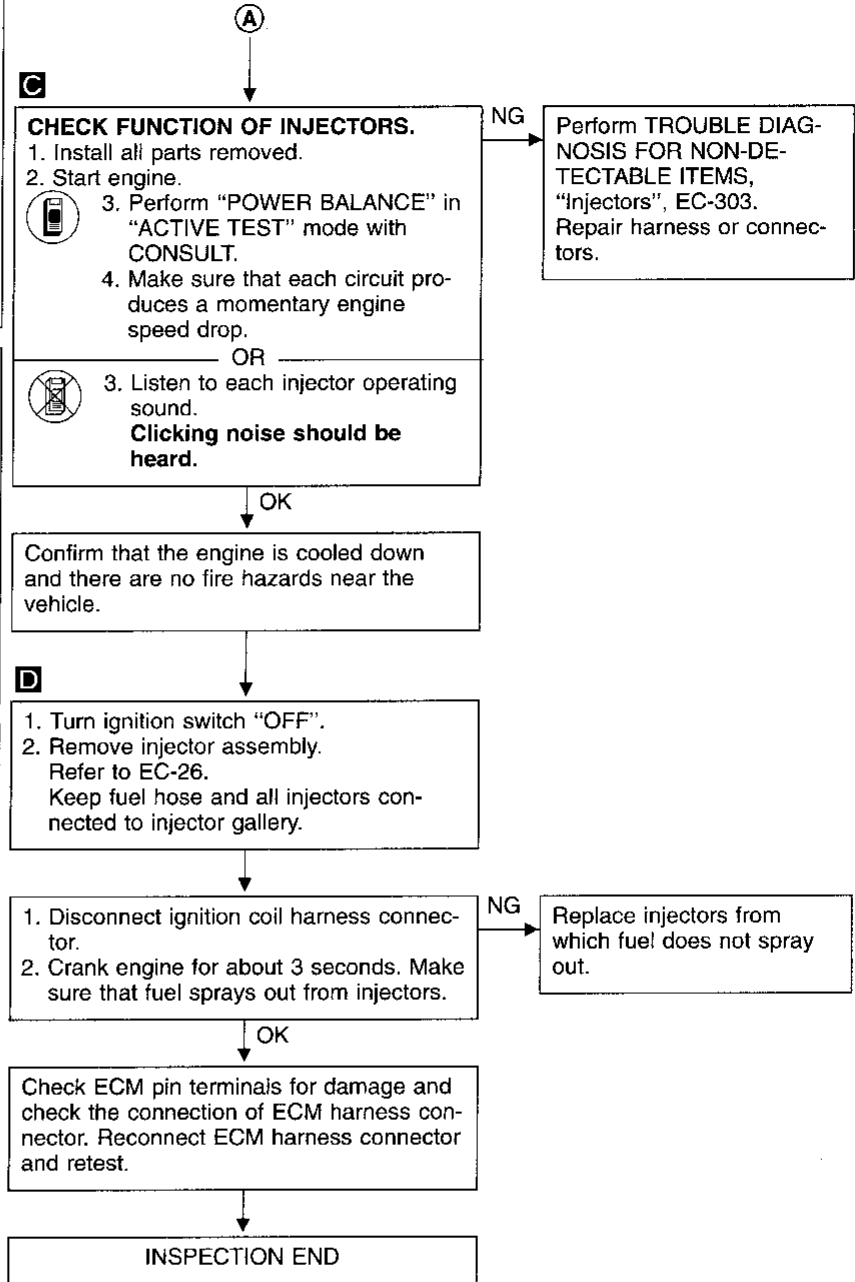 A
C
CHECK FUNCTION OF INJECTORS.
1. Install all parts removed.
2. Start engine.
3. Perform “POWER BALANCE” in
“ACTIVE TEST” mode with
CONSULT.
4. Make sure that each circuit pro-
duces a momentary engine
speed drop.
OR
3. Listen to each injector operating
sound.
Clicking noise should be
heard.
NG
Perform TROUBLE DIAG-
NOSIS FOR NON-DE-
TECTABLE ITEMS,
“Injectors”, EC-303.
Repair harness or connec-
tors.
OK
Confirm that the engine is cooled down
and there are no fire hazards near the
vehicle.
D
1. Turn ignition switch “OFF”.
2. Remove injector assembly.
Refer to EC-26.
Keep fuel hose and all injectors con-
nected to injector gallery.
1. Disconnect ignition coil harness connec-
tor.
2. Crank engine for about 3 seconds. Make
sure that fuel sprays out from injectors.
NG
Replace injectors from
which fuel does not spray
out.
OK
Check ECM pin terminals for damage and
check the connection of ECM harness con-
nector. Reconnect ECM harness connector
and retest.
INSPECTION END